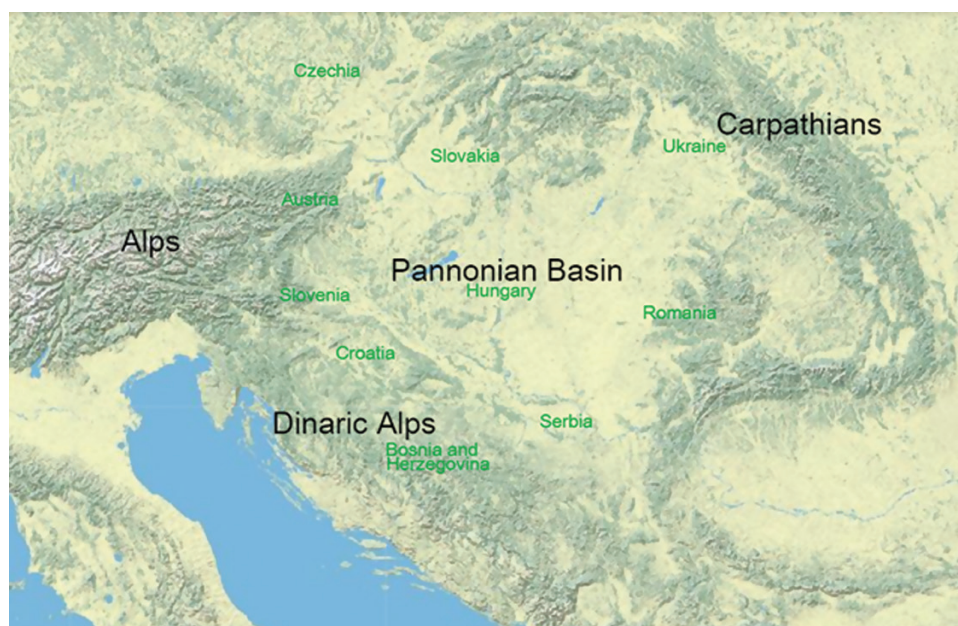 Czechia
Carpathians
Ukraine
Slovakia
Austria
Alps
Pannonian Basin
Hungary
Slovenia
Romania
Croatia
Dinaric Alps
Serbia
Bosnia and
Herzegovina